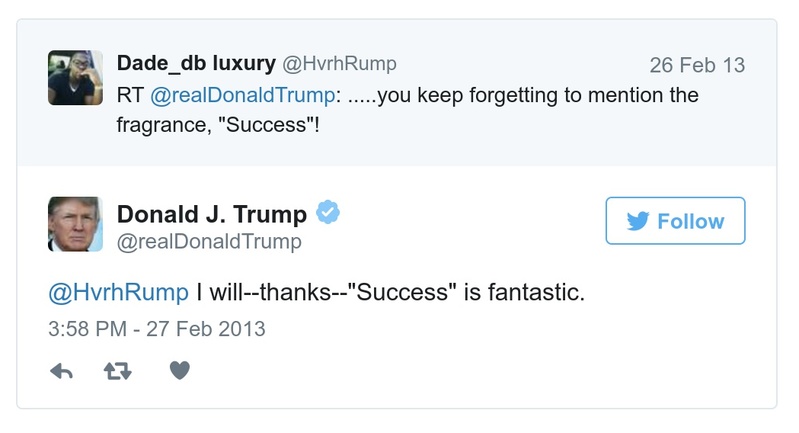 Dade_db luxury @HvrhRump 26 Feb 13
RT @realDonaldTrump: .....you keep forgetting to mention the
fragrance, "Success"!
Donald J. Trump
@realDonaldTrump
Follow
@HvrhRump I will--thanks--"Success" is fantastic.
3:58 PM - 27 Feb 2013